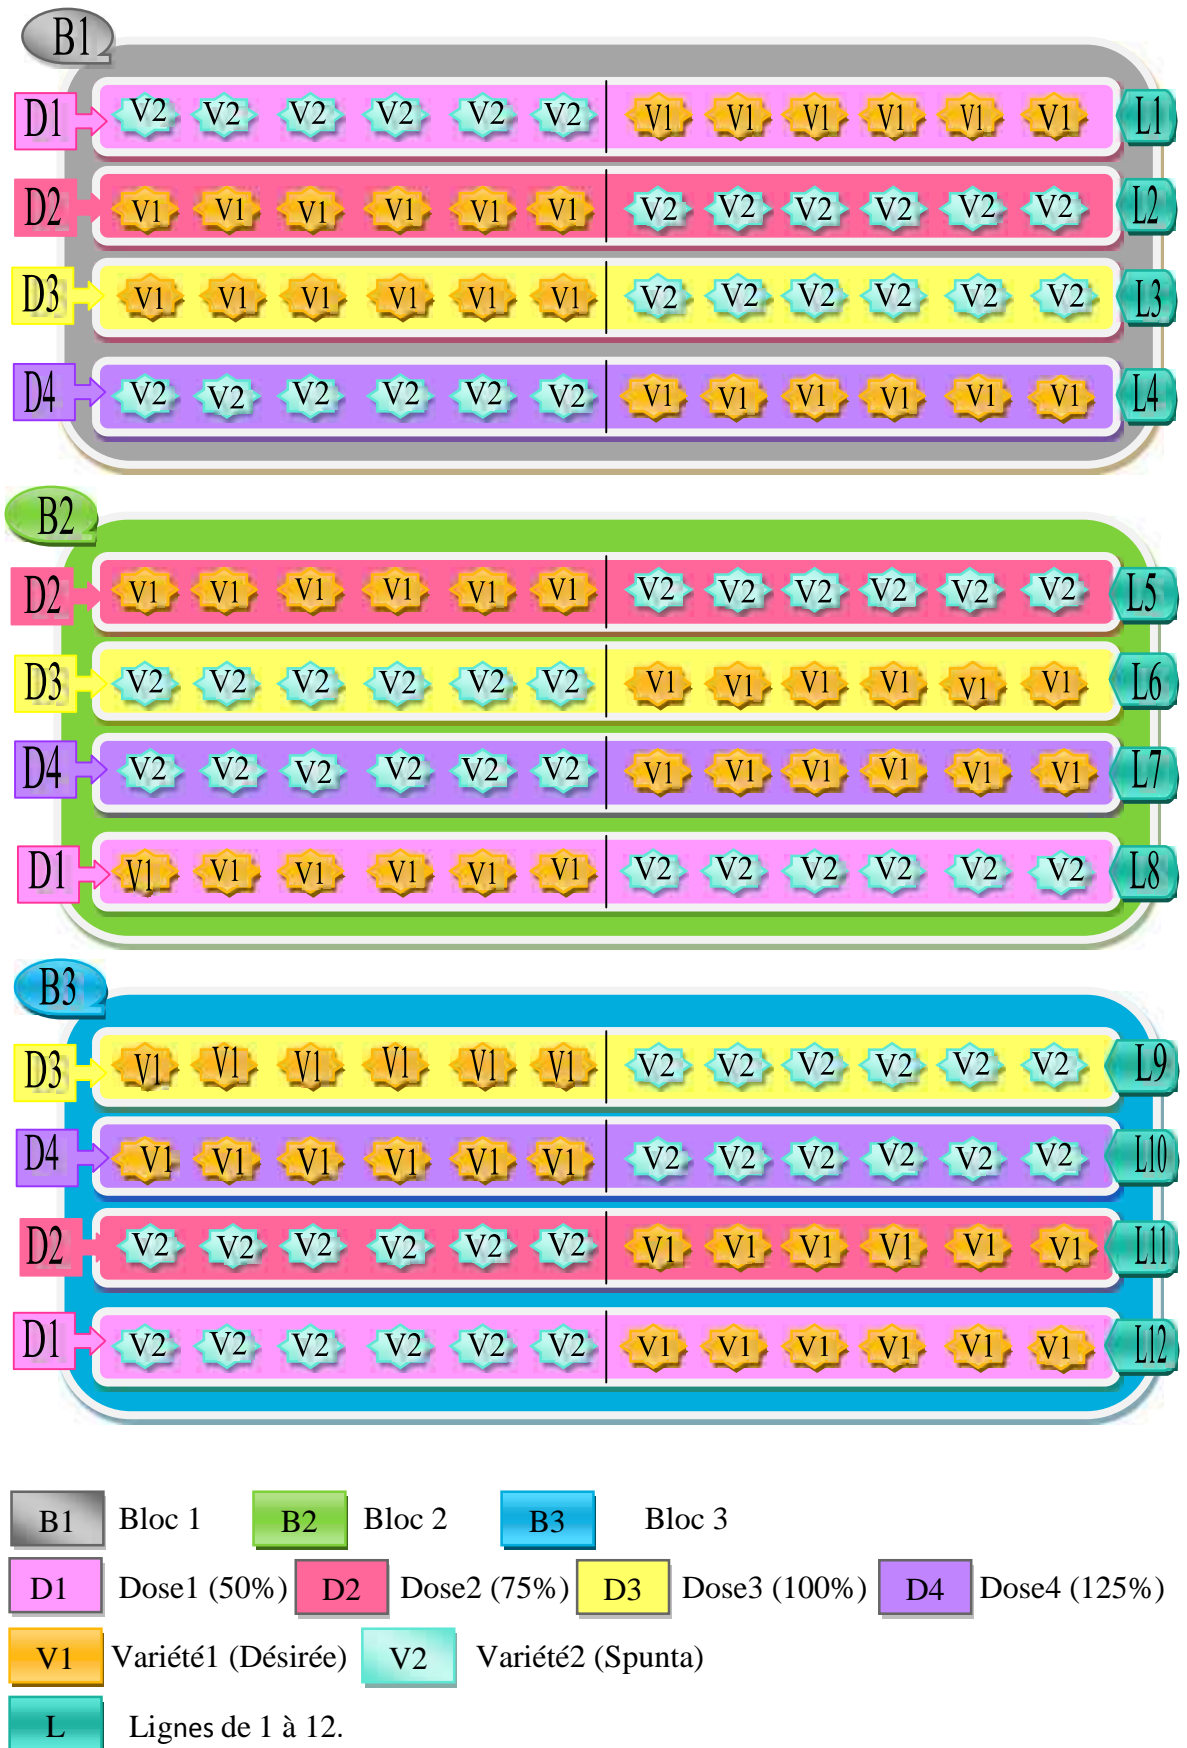 B1
D1 V2 V2 V2 V2 V2 V2 V1 V1 V1 V1 V1 V1 L1
D2 V1 V1 V1 V1 V1 V1 V2 V2 V2 V2 V2 V2 L2
D3 V1 V1 V1 V1 V1 V1 V2 V2 V2 V2 V2 V2 L3
D4 V2 V2 V2 V2 V2 V2 V1 V1 V1 V1 V1 V1 L4
B2
D2 V1 V1 V1 V1 V1 V1 V2 V2 V2 V2 V2 V2 L5
D3 V2 V2 V2 V2 V2 V2 V1 V1 V1 V1 V1 V1 L6
D4 V2 V2 V2 V2 V2 V2 V1 V1 V1 V1 V1 V1 L7
D1 V1 V1 V1 V1 V1 V1 V2 V2 V2 V2 V2 V2 L8
B3
D3 V1 V1 V1 V1 V1 V1 V2 V2 V2 V2 V2 V2 L9
D4 V1 V1 V1 V1 V1 V1 V2 V2 V2 V2 V2 V2 L10
D2 V2 V2 V2 V2 V2 V2 V1 V1 V1 V1 V1 V1 L11
D1 V2 V2 V2 V2 V2 V2 V1 V1 V1 V1 V1 V1 L12
B1 Bloc 1 B2 Bloc 2 B3 Bloc 3
D1 Dose1 (50%) D2 Dose2 (75%) D3 Dose3 (100%) D4 Dose4 (125%)
V1 Variété1 (Désirée) V2 Variété2 (Spunta)
L Lignes de 1 à 12.